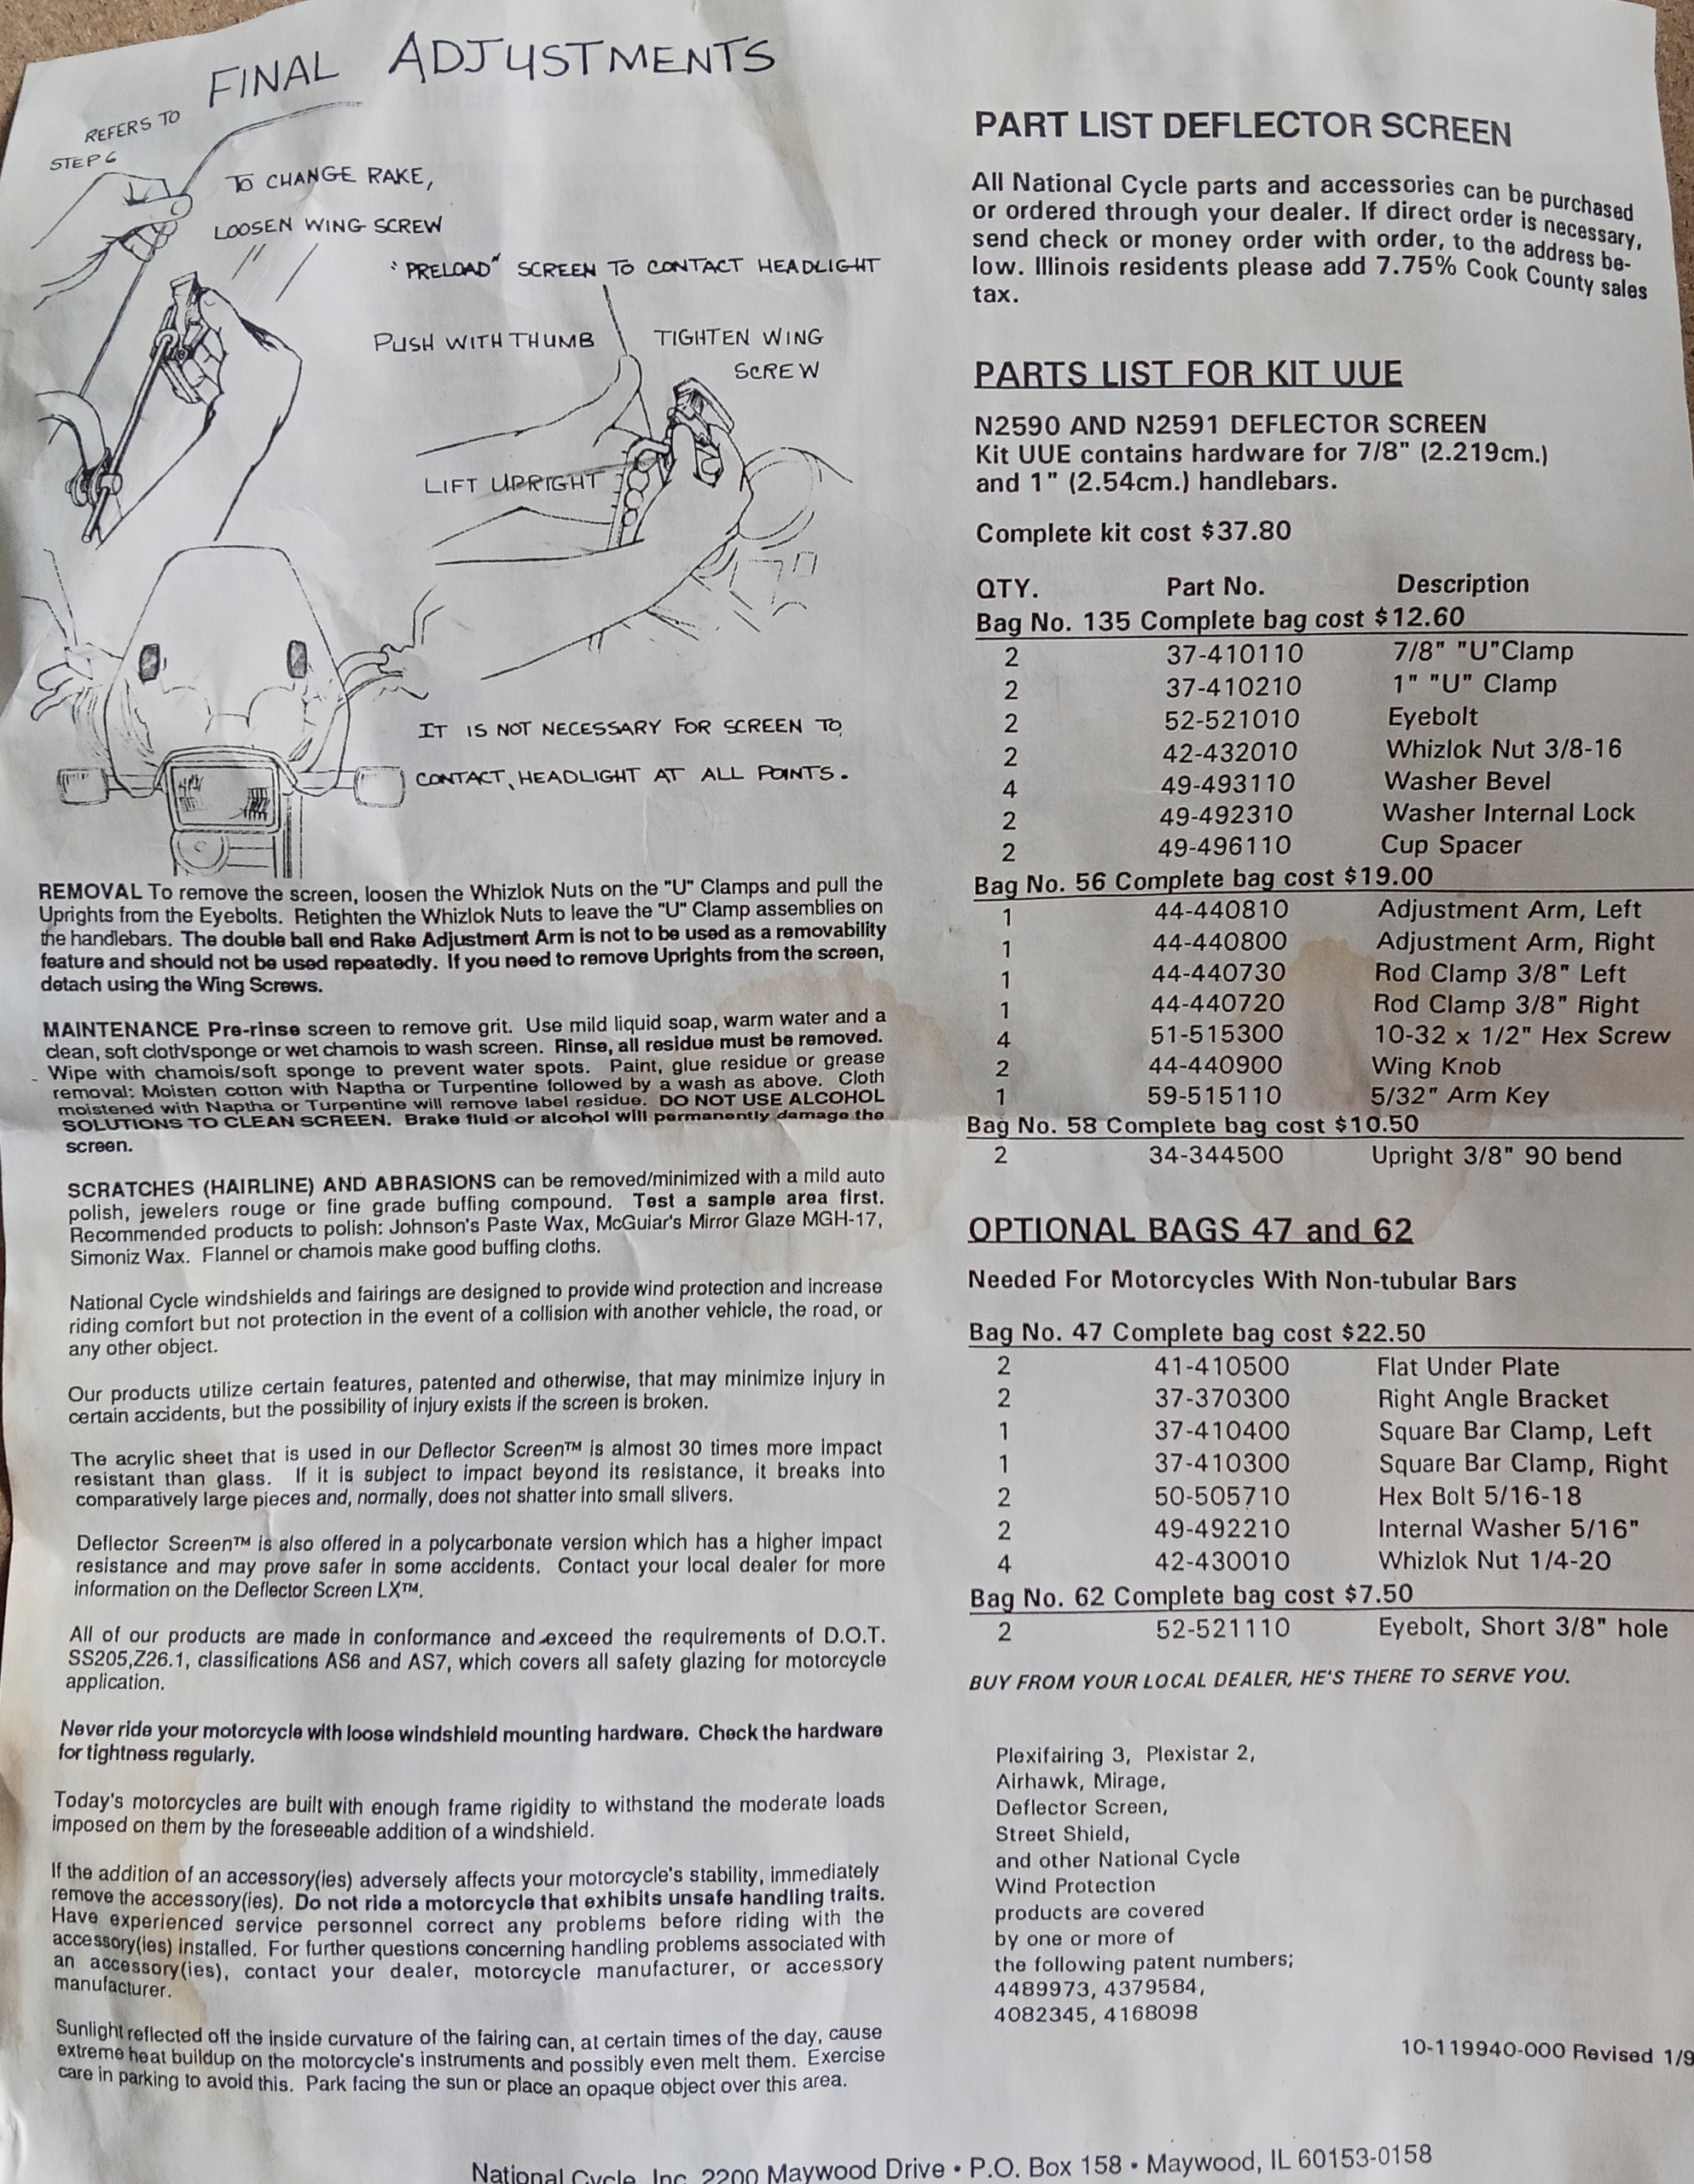 FINAL ADJUSTMENTS
REFERS TO
STEP 6
TO CHANGE RAKE,
LOOSEN WING SCREW
"PRELOAD" SCREEN TO CONTACT HEADLIGHT
PUSH WITH THUMB
TIGHTEN WING
SCREW
LIFT UPRIGHT
IT IS NOT NECESSARY FOR SCREEN TO
CONTACT HEADLIGHT AT ALL POINTS.
REMOVAL To remove the screen, loosen the Whizlok Nuts on the "U" Clamps and pull the
Uprights from the Eyebolts. Retighten the Whizlok Nuts to leave the "U" Clamp assemblies on
the handlebars. The double ball end Rake Adjustment Arm is not to be used as a removability
feature and should not be used repeatedly. If you need to remove Uprights from the screen,
detach using the Wing Screws.
MAINTENANCE Pre-rinse screen to remove grit. Use mild liquid soap, warm water and a
clean, soft cloth/sponge or wet chamois to wash screen. Rinse, all residue must be removed.
Wipe with chamois/soft sponge to prevent water spots. Paint, glue residue or grease
removal: Moisten cotton with Naptha or Turpentine followed by a wash as above. Cloth
moistened with Naptha or Turpentine will remove label residue. DO NOT USE ALCOHOL
SOLUTIONS TO CLEAN SCREEN. Brake fluid or alcohol will permanently damage the
screen.
SCRATCHES (HAIRLINE) AND ABRASIONS can be removed/minimized with a mild auto
polish, jewelers rouge or fine grade buffing compound. Test a sample area first.
Recommended products to polish: Johnson's Paste Wax, McGuiar's Mirror Glaze MGH-17,
Simoniz Wax. Flannel or chamois make good buffing cloths.
National Cycle windshields and fairings are designed to provide wind protection and increase
riding comfort but not protection in the event of a collision with another vehicle, the road, or
any other object.
Our products utilize certain features, patented and otherwise, that may minimize injury in
certain accidents, but the possibility of injury exists if the screen is broken.
The acrylic sheet that is used in our Deflector Screen™ is almost 30 times more impact
resistant than glass. If it is subject to impact beyond its resistance, it breaks into
comparatively large pieces and, normally, does not shatter into small slivers.
Deflector Screen™ is also offered in a polycarbonate version which has a higher impact
resistance and may prove safer in some accidents. Contact your local dealer for more
information on the Deflector Screen LX™.
All of our products are made in conformance and exceed the requirements of D.O.T.
SS205,Z26.1, classifications AS6 and AS7, which covers all safety glazing for motorcycle
application.
Never ride your motorcycle with loose windshield mounting hardware. Check the hardware
for tightness regularly.
Today's motorcycles are built with enough frame rigidity to withstand the moderate loads
imposed on them by the foreseeable addition of a windshield.
If the addition of an accessory(ies) adversely affects your motorcycle's stability, immediately
remove the accessory(ies). Do not ride a motorcycle that exhibits unsafe handling traits.
Have experienced service personnel correct any problems before riding with the
accessory(ies) installed. For further questions concerning handling problems associated with
an accessory(ies), contact your dealer, motorcycle manufacturer, or accessory
manufacturer.
Sunlight reflected off the inside curvature of the fairing can, at certain times of the day, cause
extreme heat buildup on the motorcycle's instruments and possibly even melt them. Exercise
care in parking to avoid this. Park facing the sun or place an opaque object over this area.
PART LIST DEFLECTOR SCREEN
All National Cycle parts and accessories can be purchased
or ordered through your dealer. If direct order is necessary,
send check or money order with order, to the address be-
low. Illinois residents please add 7.75% Cook County sales
tax.
PARTS LIST FOR KIT UUE
N2590 AND N2591 DEFLECTOR SCREEN
Kit UUE contains hardware for 7/8" (2.219cm.)
and 1" (2.54cm.) handlebars.
Complete kit cost $37.80
QTY. Part No. Description
Bag No. 135 Complete bag cost $12.60
2 37-410110 7/8" "U"Clamp
2 37-410210 1" "U" Clamp
2 52-521010 Eyebolt
2 42-432010 Whizlok Nut 3/8-16
4 49-493110 Washer Bevel
2 49-492310 Washer Internal Lock
2 49-496110 Cup Spacer
Bag No. 56 Complete bag cost $19.00
1 44-440810 Adjustment Arm, Left
1 44-440800 Adjustment Arm, Right
1 44-440730 Rod Clamp 3/8" Left
1 44-440720 Rod Clamp 3/8" Right
4 51-515300 10-32 x 1/2" Hex Screw
2 44-440900 Wing Knob
1 59-515110 5/32" Arm Key
Bag No. 58 Complete bag cost $10.50
2 34-344500 Upright 3/8" 90 bend
OPTIONAL BAGS 47 and 62
Needed For Motorcycles With Non-tubular Bars
Bag No. 47 Complete bag cost $22.50
2 41-410500 Flat Under Plate
2 37-370300 Right Angle Bracket
1 37-410400 Square Bar Clamp, Left
1 37-410300 Square Bar Clamp, Right
2 50-505710 Hex Bolt 5/16-18
2 49-492210 Internal Washer 5/16"
4 42-430010 Whizlok Nut 1/4-20
Bag No. 62 Complete bag cost $7.50
2 52-521110 Eyebolt, Short 3/8" hole
BUY FROM YOUR LOCAL DEALER, HE'S THERE TO SERVE YOU.
Plexifairing 3, Plexistar 2,
Airhawk, Mirage,
Deflector Screen,
Street Shield,
and other National Cycle
Wind Protection
products are covered
by one or more of
the following patent numbers;
4489973, 4379584,
4082345, 4168098
10-119940-000 Revised 1/9
National Cycle, Inc. 2200 Maywood Drive • P.O. Box 158 • Maywood, IL 60153-0158